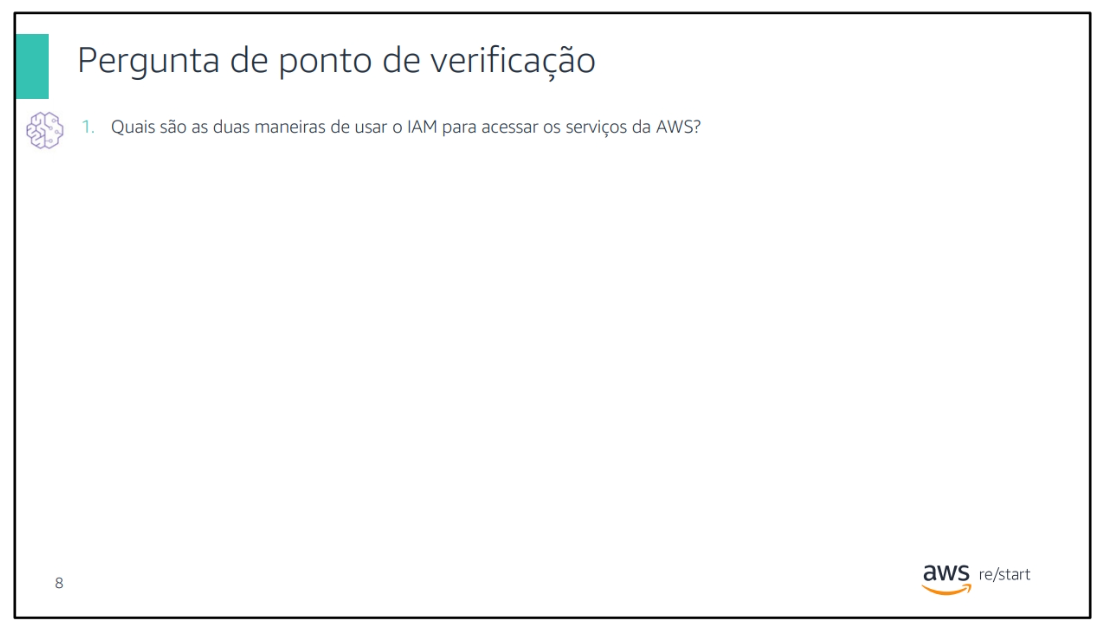 Pergunta de ponto de verificação
1. Quais são as duas maneiras de usar o IAM para acessar os serviços da AWS?
8
aws re/start